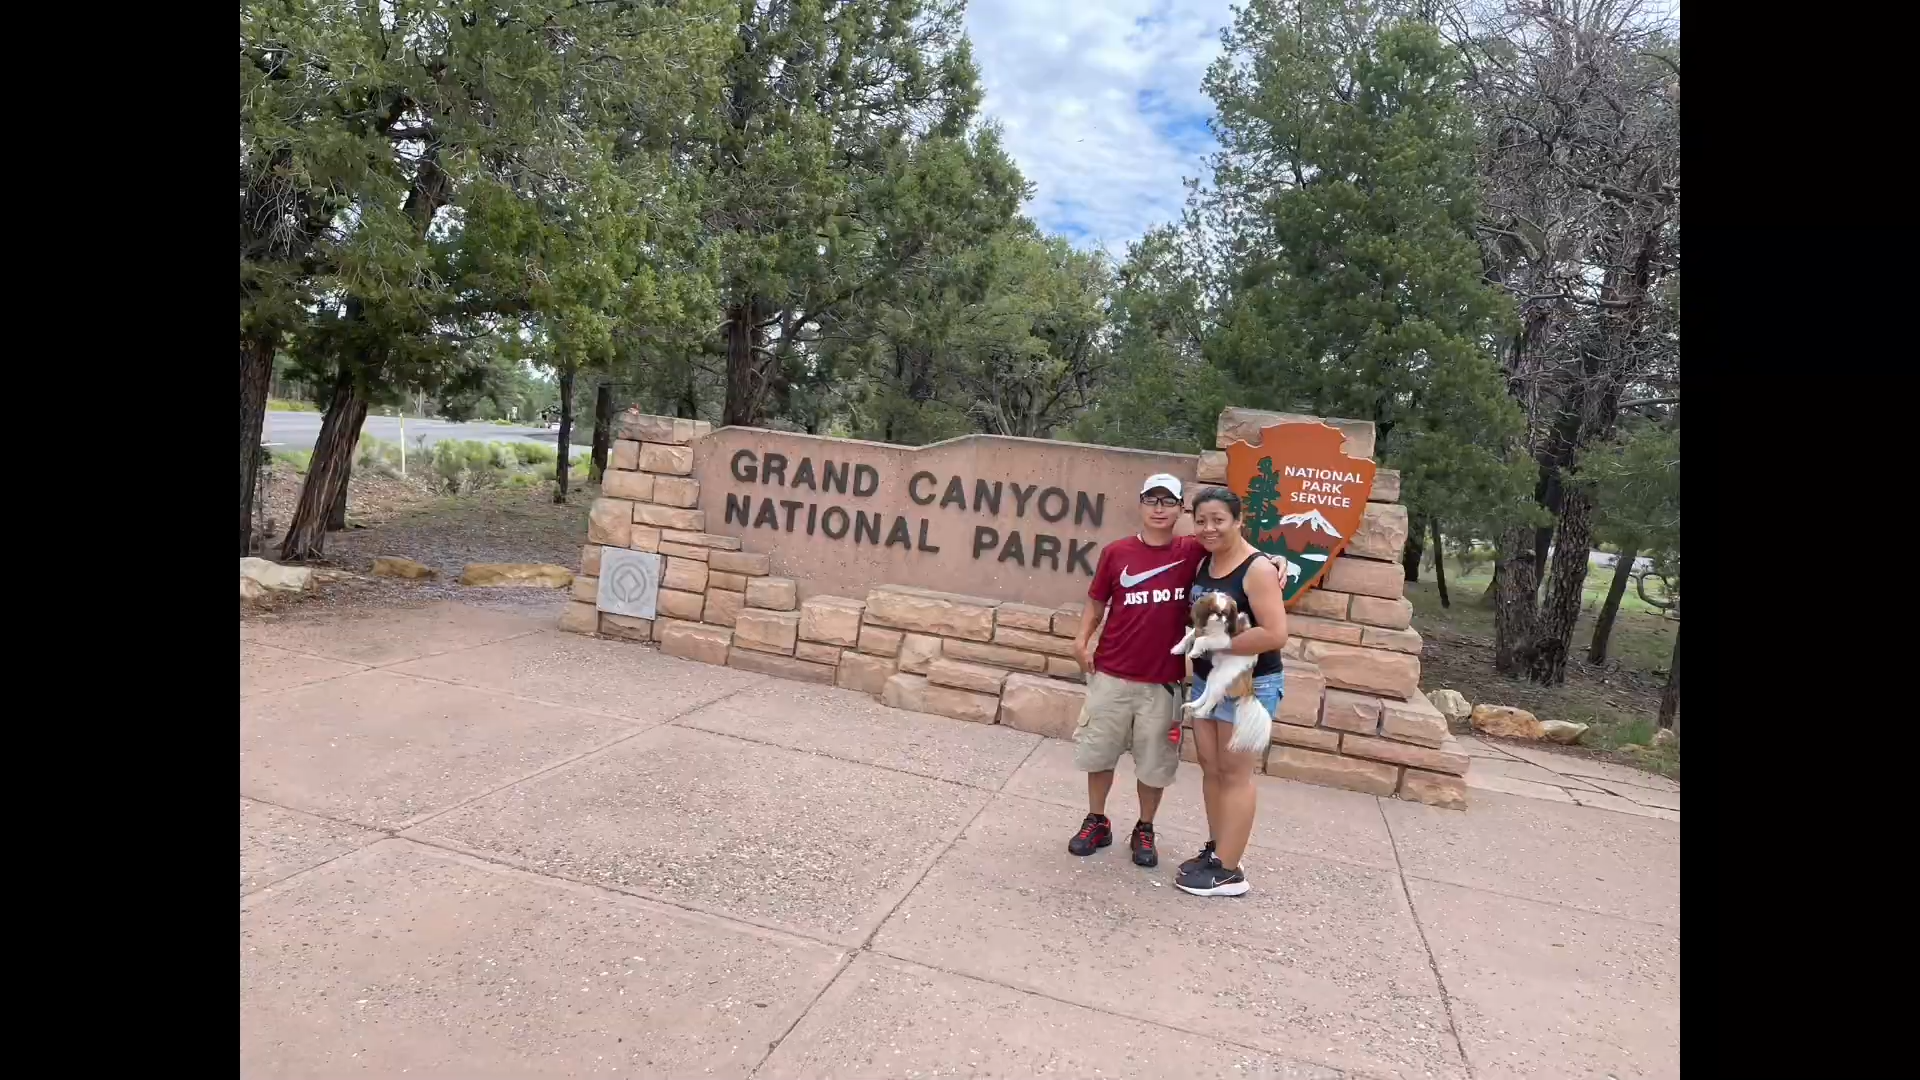 GRAND CANYON
NATIONAL PARK
NATIONAL
PARK
SERVICE
JUST DO IT.